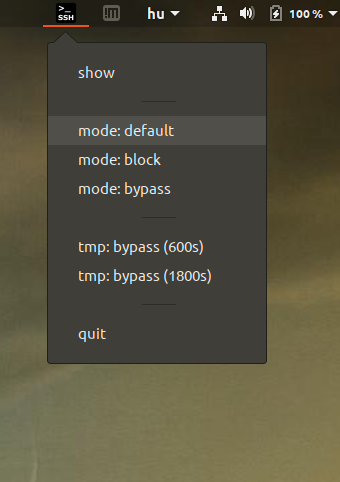 >_
SSH
hu
100 %
show
mode: default
mode: block
mode: bypass
tmp: bypass (600s)
tmp: bypass (1800s)
quit